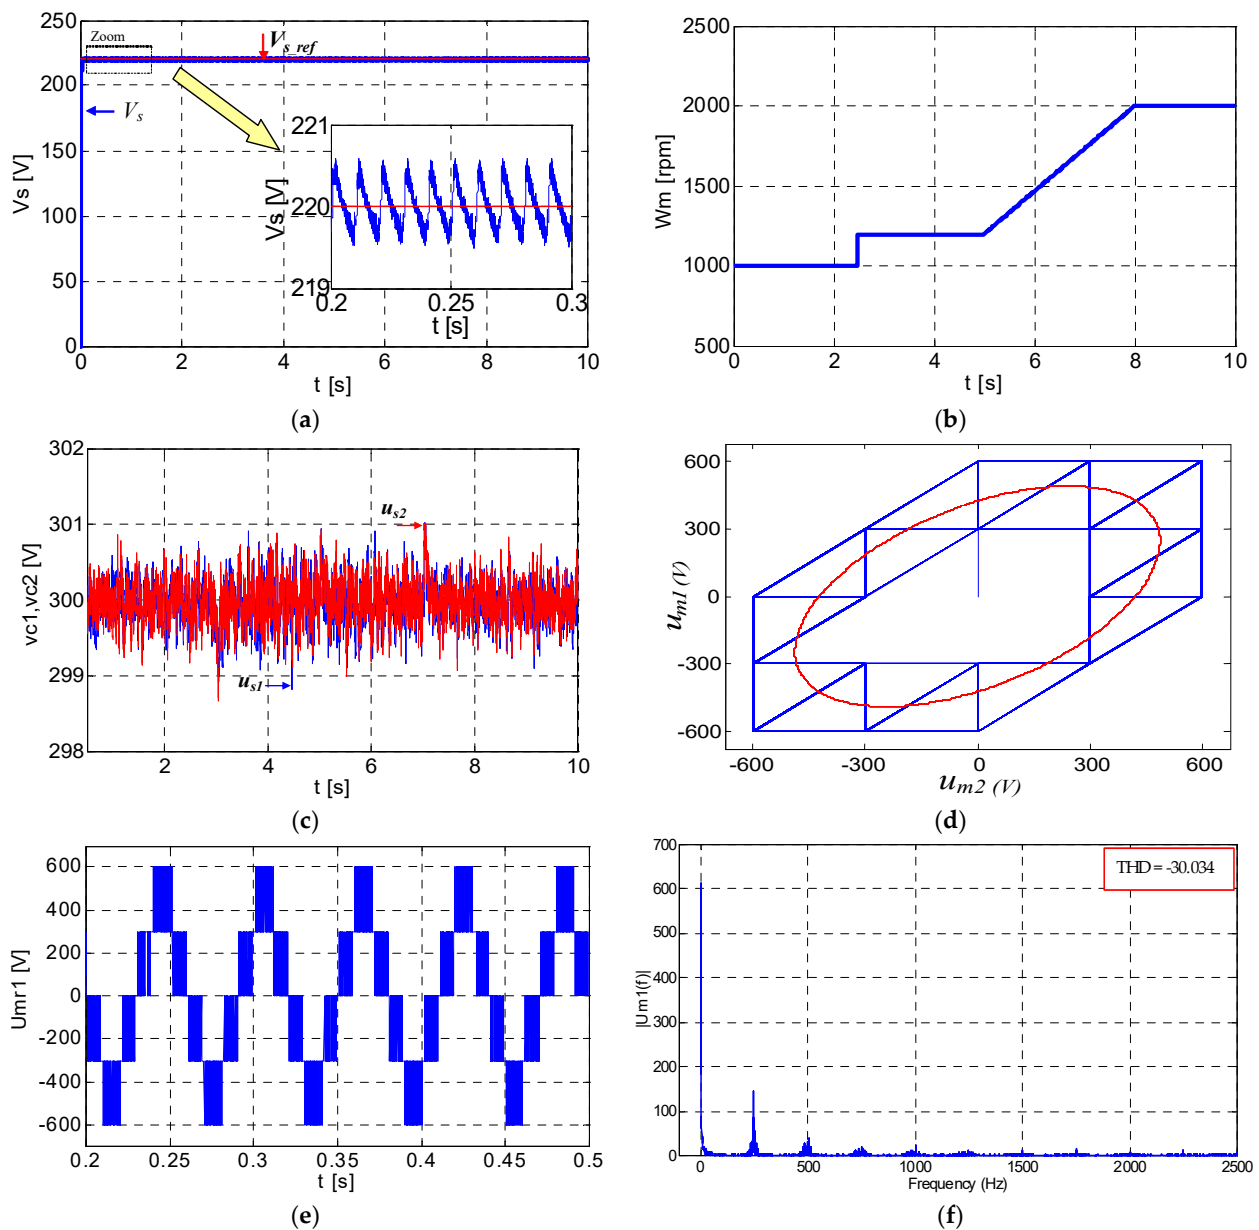 250
200
150
100
50
0
Vs [V]
Zoom
V_s_ref
V_s
221
220
219
Vs [V]
0.2 0.25 0.3
t [s]
0 2 4 6 8 10
t [s]
(a)
2500
2000
1500
1000
500
Wm [rpm]
0 2 4 6 8 10
t [s]
(b)
302
301
300
299
298
vc1,vc2 [V]
u_s2
u_s1
2 4 6 8 10
t [s]
(c)
600
300
0
-300
-600
u_m1 (V)
-600 -300 0 300 600
u_m2 (V)
(d)
600
400
200
0
-200
-400
-600
Umr1 [V]
0.2 0.25 0.3 0.35 0.4 0.45 0.5
t [s]
(e)
700
600
500
400
300
200
100
0
|Um1(f)|
THD = -30.034
0 500 1000 1500 2000 2500
Frequency (Hz)
(f)